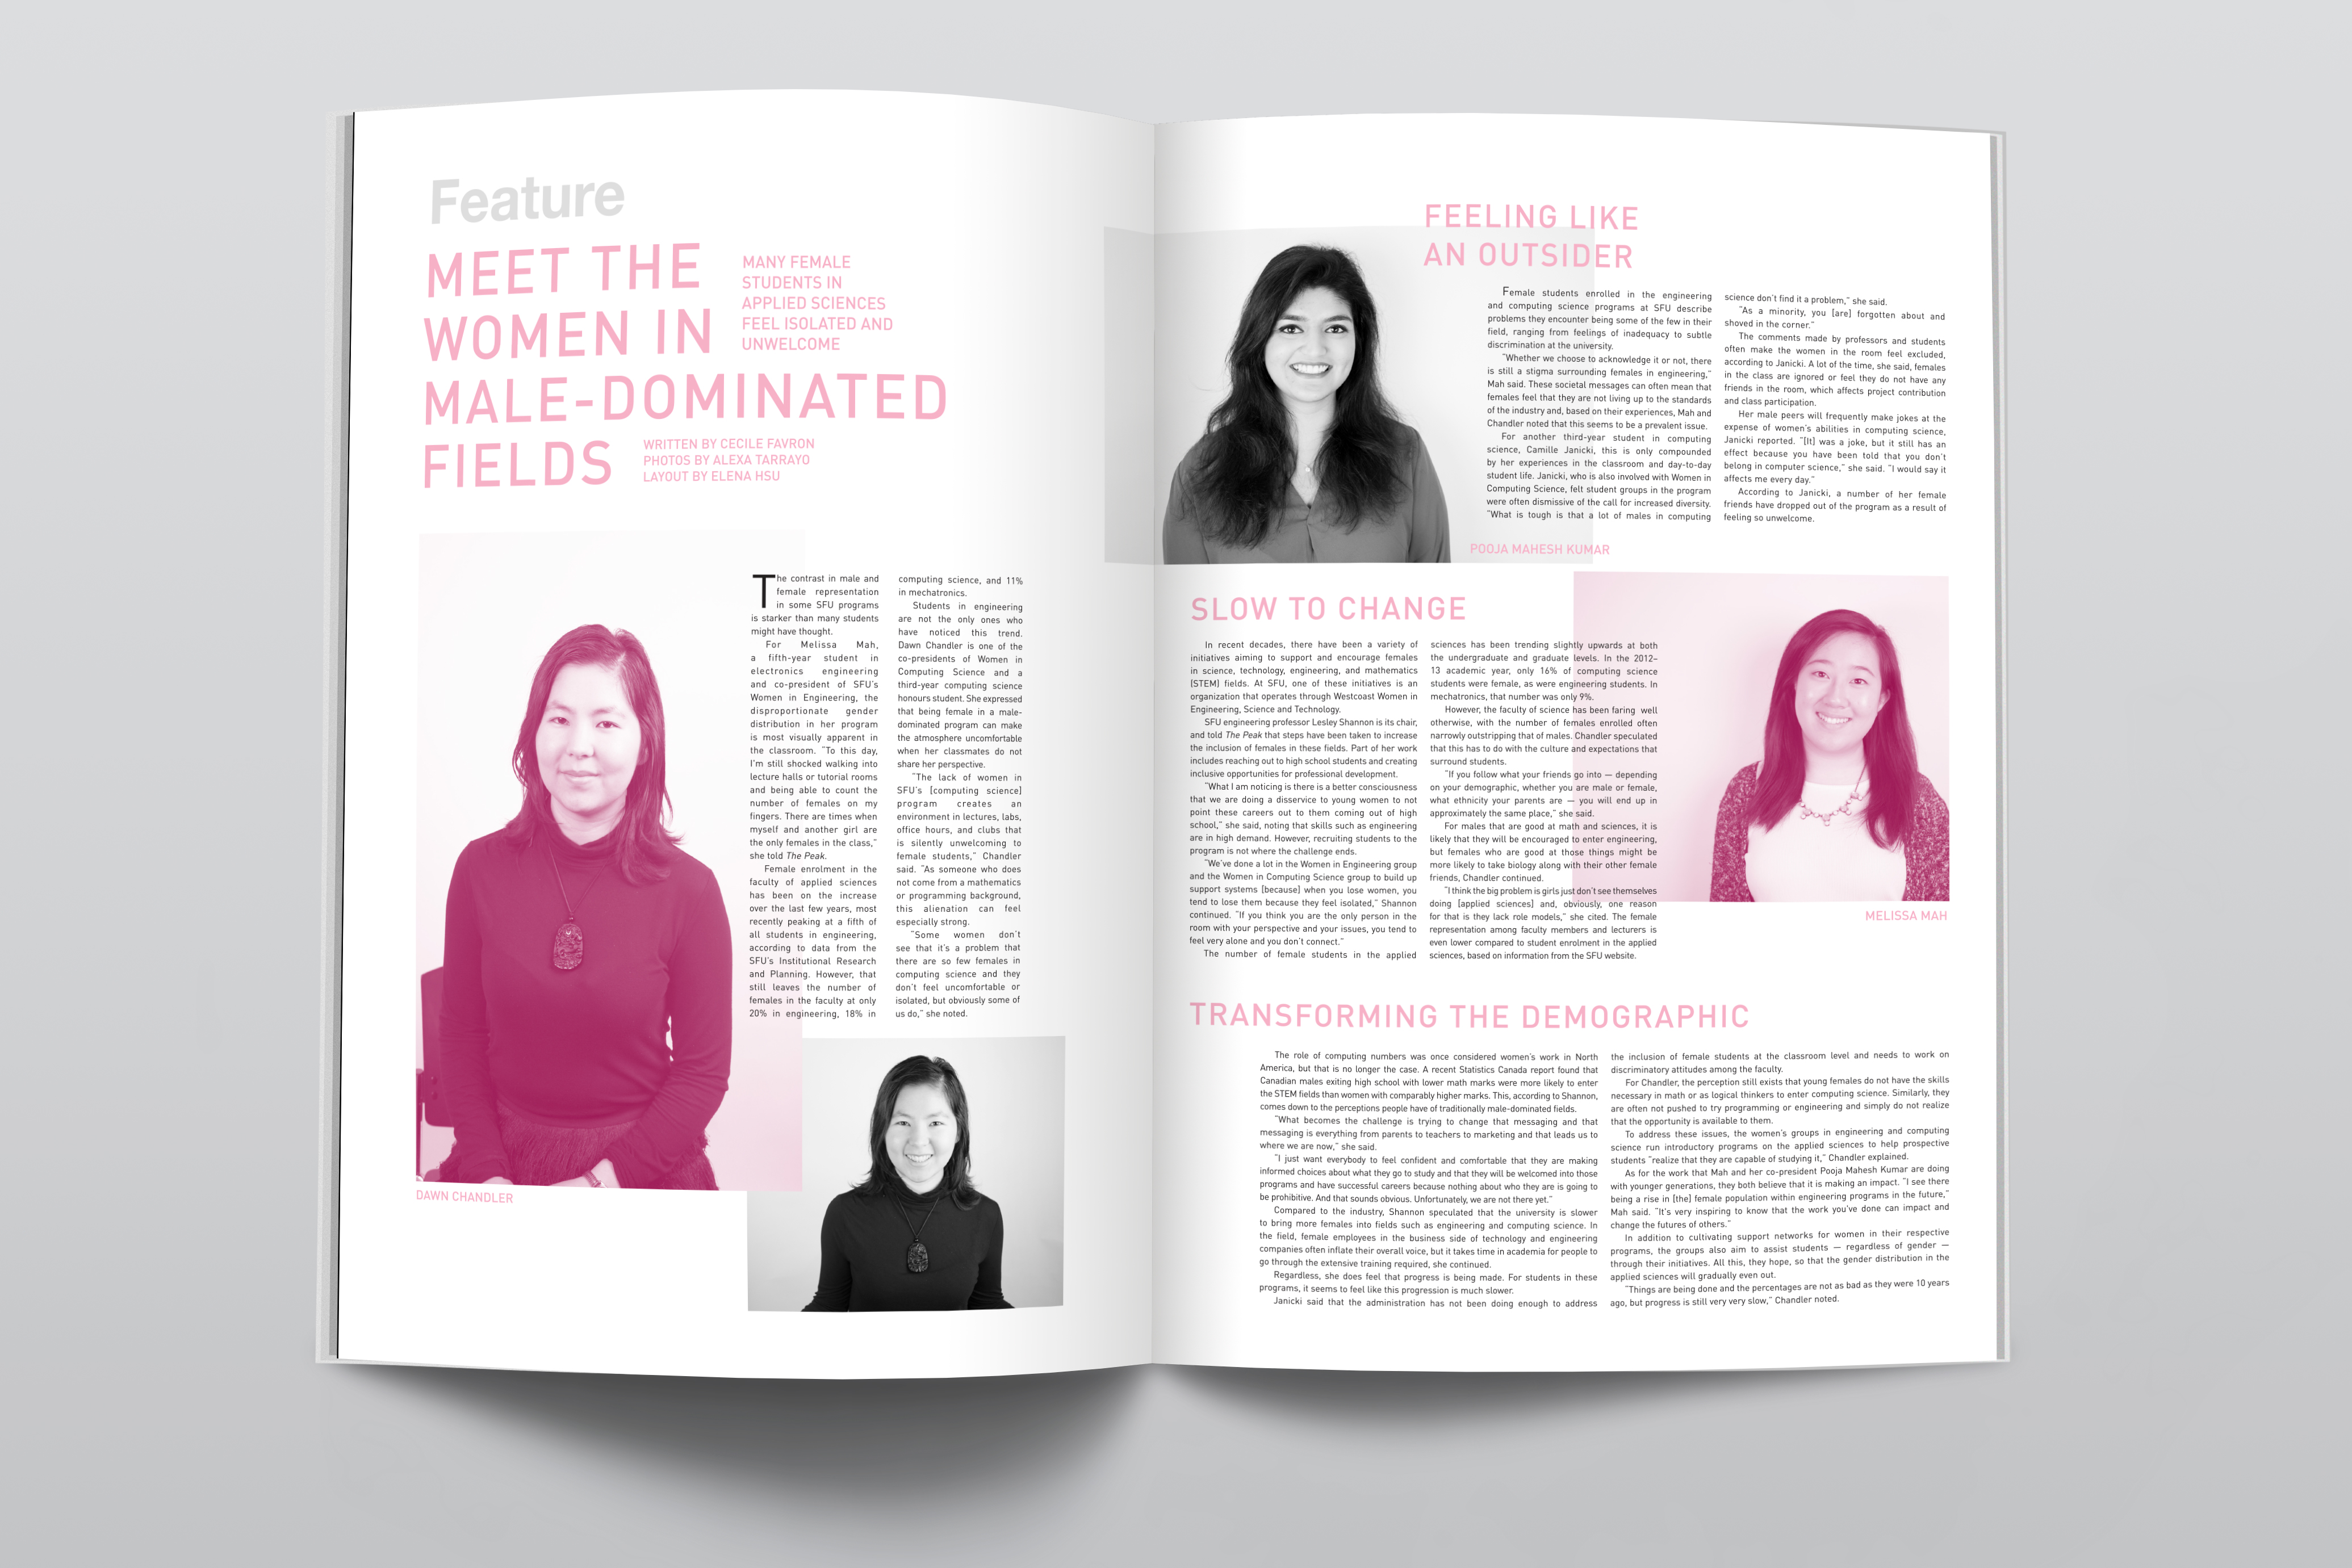 Feature
MEET THE
WOMEN IN
MALE-DOMINATED
FIELDS
MANY FEMALE
STUDENTS IN
APPLIED SCIENCES
FEEL ISOLATED AND
UNWELCOME
WRITTEN BY CECILE FAVRON
PHOTOS BY ALEXA TARRAYO
LAYOUT BY ELENA HSU
The contrast in male and
female representation
in some SFU programs
is starker than many students
might have thought.
For Melissa Mah,
a fifth-year student in
electronics engineering
and co-president of SFU's
Women in Engineering, the
disproportionate gender
distribution in her program
is most visually apparent in
the classroom. "To this day,
I'm still shocked walking into
lecture halls or tutorial rooms
and being able to count the
number of females on my
fingers. There are times when
myself and another girl are
the only females in the class,"
she told The Peak.
Female enrolment in the
faculty of applied sciences
has been on the increase
over the last few years, most
recently peaking at a fifth of
all students in engineering,
according to data from the
SFU's Institutional Research
and Planning. However, that
still leaves the number of
females in the faculty at only
20% in engineering, 18% in
computing science, and 11%
in mechatronics.
Students in engineering
are not the only ones who
have noticed this trend.
Dawn Chandler is one of the
co-presidents of Women in
Computing Science and a
third-year computing science
honours student. She expressed
that being female in a male-
dominated program can make
the atmosphere uncomfortable
when her classmates do not
share her perspective.
"The lack of women in
SFU's [computing science]
program creates an
environment in lectures, labs,
office hours, and clubs that
is silently unwelcoming to
female students," Chandler
said. "As someone who does
not come from a mathematics
or programming background,
this alienation can feel
especially strong.
"Some women don't
see that it's a problem that
there are so few females in
computing science and they
don't feel uncomfortable or
isolated, but obviously some of
us do," she noted.
DAWN CHANDLER
FEELING LIKE
AN OUTSIDER
Female students enrolled in the engineering
and computing science programs at SFU describe
problems they encounter being some of the few in their
field, ranging from feelings of inadequacy to subtle
discrimination at the university.
"Whether we choose to acknowledge it or not, there
is still a stigma surrounding females in engineering,"
Mah said. These societal messages can often mean that
females feel that they are not living up to the standards
of the industry and, based on their experiences, Mah and
Chandler noted that this seems to be a prevalent issue.
For another third-year student in computing
science, Camille Janicki, this is only compounded
by her experiences in the classroom and day-to-day
student life. Janicki, who is also involved with Women in
Computing Science, felt student groups in the program
were often dismissive of the call for increased diversity.
"What is tough is that a lot of males in computing
science don't find it a problem," she said.
"As a minority, you [are] forgotten about and
shoved in the corner."
The comments made by professors and students
often make the women in the room feel excluded,
according to Janicki. A lot of the time, she said, females
in the class are ignored or feel they do not have any
friends in the room, which affects project contribution
and class participation.
Her male peers will frequently make jokes at the
expense of women's abilities in computing science,
Janicki reported. "[It] was a joke, but it still has an
effect because you have been told that you don't
belong in computer science," she said. "I would say it
affects me every day."
According to Janicki, a number of her female
friends have dropped out of the program as a result of
feeling so unwelcome.
POOJA MAHESH KUMAR
SLOW TO CHANGE
In recent decades, there have been a variety of
initiatives aiming to support and encourage females
in science, technology, engineering, and mathematics
[STEM] fields. At SFU, one of these initiatives is an
organization that operates through Westcoast Women in
Engineering, Science and Technology.
SFU engineering professor Lesley Shannon is its chair,
and told The Peak that steps have been taken to increase
the inclusion of females in these fields. Part of her work
includes reaching out to high school students and creating
inclusive opportunities for professional development.
"What I am noticing is there is a better consciousness
that we are doing a disservice to young women to not
point these careers out to them coming out of high
school," she said, noting that skills such as engineering
are in high demand. However, recruiting students to the
program is not where the challenge ends.
"We've done a lot in the Women in Engineering group
and the Women in Computing Science group to build up
support systems [because] when you lose women, you
tend to lose them because they feel isolated," Shannon
continued. "If you think you are the only person in the
room with your perspective and your issues, you tend to
feel very alone and you don't connect."
The number of female students in the applied
sciences has been trending slightly upwards at both
the undergraduate and graduate levels. In the 2012–
13 academic year, only 16% of computing science
students were female, as were engineering students. In
mechatronics, that number was only 9%.
However, the faculty of science has been faring well
otherwise, with the number of females enrolled often
narrowly outstripping that of males. Chandler speculated
that this has to do with the culture and expectations that
surround students.
"If you follow what your friends go into — depending
on your demographic, whether you are male or female,
what ethnicity your parents are — you will end up in
approximately the same place," she said.
For males that are good at math and sciences, it is
likely that they will be encouraged to enter engineering,
but females who are good at those things might be
more likely to take biology along with their other female
friends, Chandler continued.
"I think the big problem is girls just don't see themselves
doing [applied sciences] and, obviously, one reason
for that is they lack role models," she cited. The female
representation among faculty members and lecturers is
even lower compared to student enrolment in the applied
sciences, based on information from the SFU website.
MELISSA MAH
TRANSFORMING THE DEMOGRAPHIC
The role of computing numbers was once considered women's work in North
America, but that is no longer the case. A recent Statistics Canada report found that
Canadian males exiting high school with lower math marks were more likely to enter
the STEM fields than women with comparably higher marks. This, according to Shannon,
comes down to the perceptions people have of traditionally male-dominated fields.
"What becomes the challenge is trying to change that messaging and that
messaging is everything from parents to teachers to marketing and that leads us to
where we are now," she said.
"I just want everybody to feel confident and comfortable that they are making
informed choices about what they go to study and that they will be welcomed into those
programs and have successful careers because nothing about who they are is going to
be prohibitive. And that sounds obvious. Unfortunately, we are not there yet."
Compared to the industry, Shannon speculated that the university is slower
to bring more females into fields such as engineering and computing science. In
the field, female employees in the business side of technology and engineering
companies often inflate their overall voice, but it takes time in academia for people to
go through the extensive training required, she continued.
Regardless, she does feel that progress is being made. For students in these
programs, it seems to feel like this progression is much slower.
Janicki said that the administration has not been doing enough to address
the inclusion of female students at the classroom level and needs to work on
discriminatory attitudes among the faculty.
For Chandler, the perception still exists that young females do not have the skills
necessary in math or as logical thinkers to enter computing science. Similarly, they
are often not pushed to try programming or engineering and simply do not realize
that the opportunity is available to them.
To address these issues, the women's groups in engineering and computing
science run introductory programs on the applied sciences to help prospective
students "realize that they are capable of studying it," Chandler explained.
As for the work that Mah and her co-president Pooja Mahesh Kumar are doing
with younger generations, they both believe that it is making an impact. "I see there
being a rise in [the] female population within engineering programs in the future,"
Mah said. "It's very inspiring to know that the work you've done can impact and
change the futures of others."
In addition to cultivating support networks for women in their respective
programs, the groups also aim to assist students — regardless of gender —
through their initiatives. All this, they hope, so that the gender distribution in the
applied sciences will gradually even out.
"Things are being done and the percentages are not as bad as they were 10 years
ago, but progress is still very very slow," Chandler noted.